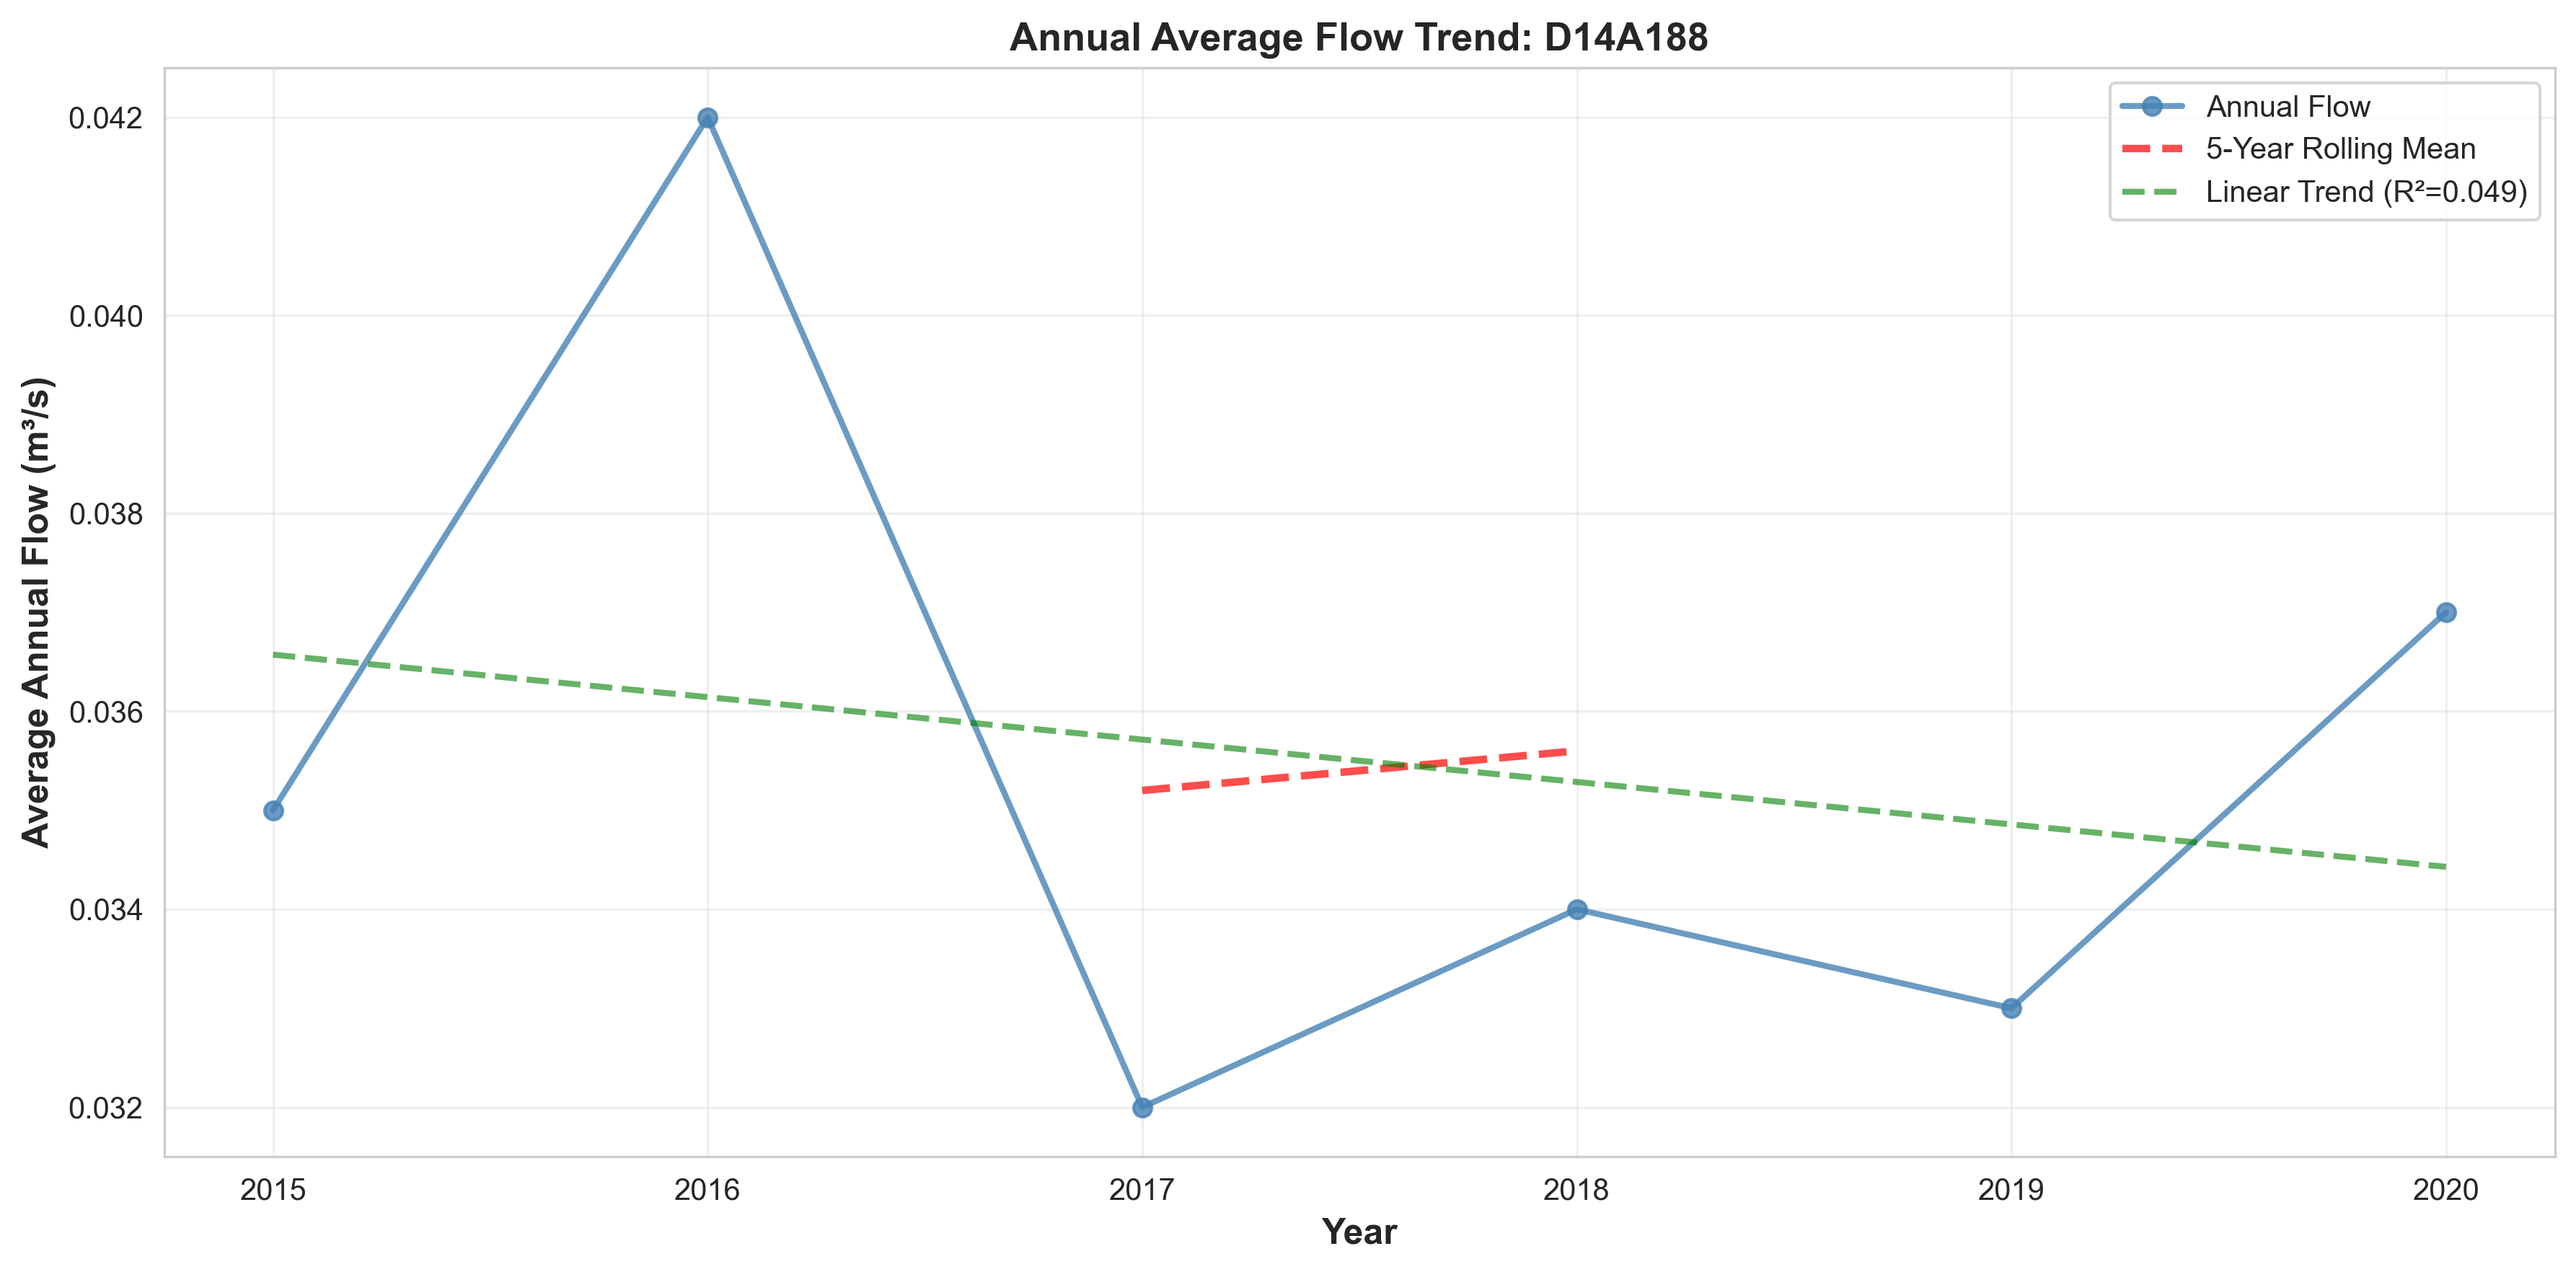 Annual Average Flow Trend: D14A188
Annual Flow
5-Year Rolling Mean
Linear Trend (R²=0.049)
Average Annual Flow (m³/s)
0.042
0.040
0.038
0.036
0.034
0.032
2015 2016 2017 2018 2019 2020
Year